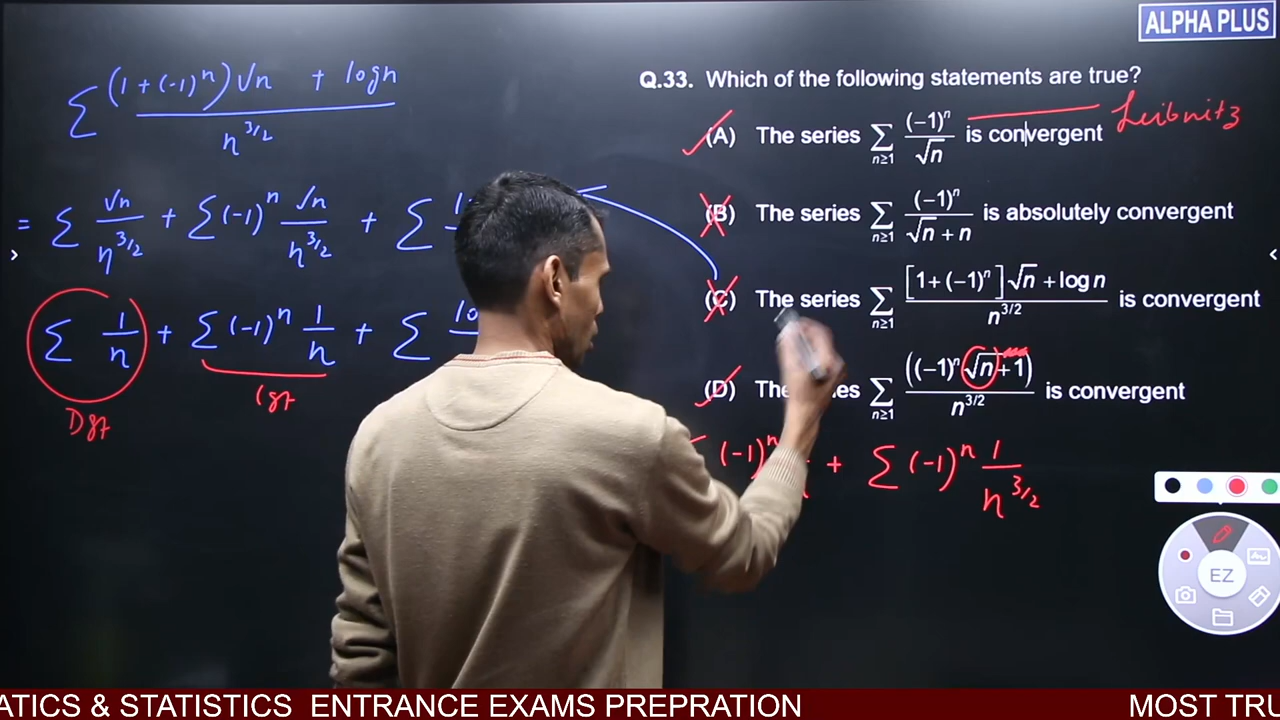 ALPHA PLUS
Σ (1+(-1)ⁿ)√n + logn / n^3/2
= Σ √n / n^3/2 + Σ(-1)ⁿ √n / n^3/2 + Σ
Σ 1/n + Σ(-1)ⁿ 1/n + Σ
Dgt
Cgt
Q.33. Which of the following statements are true?
(A) The series Σ n≥1 (−1)ⁿ / √n is convergent
Leibnitz
(B) The series Σ n≥1 (−1)ⁿ / √n + n is absolutely convergent
(C) The series Σ n≥1 [1+(−1)ⁿ]√n + log n / n^3/2 is convergent
(D) The series Σ n≥1 ((−1)ⁿ√n+1) / n^3/2 is convergent
(-1)ⁿ + Σ(-1)ⁿ 1 / n^3/2
EZ
ATICS & STATISTICS ENTRANCE EXAMS PREPRATION MOST TRU